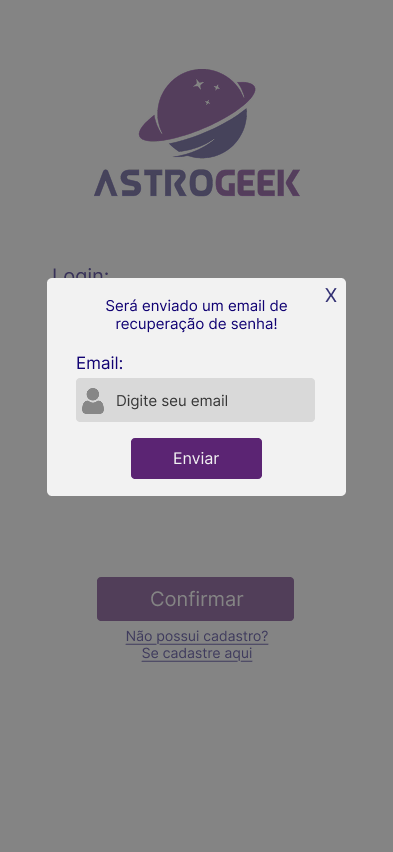 ASTROGEEK
Login:
X
Será enviado um email de
recuperação de senha!
Email:
Digite seu email
Enviar
Confirmar
Não possui cadastro?
Se cadastre aqui